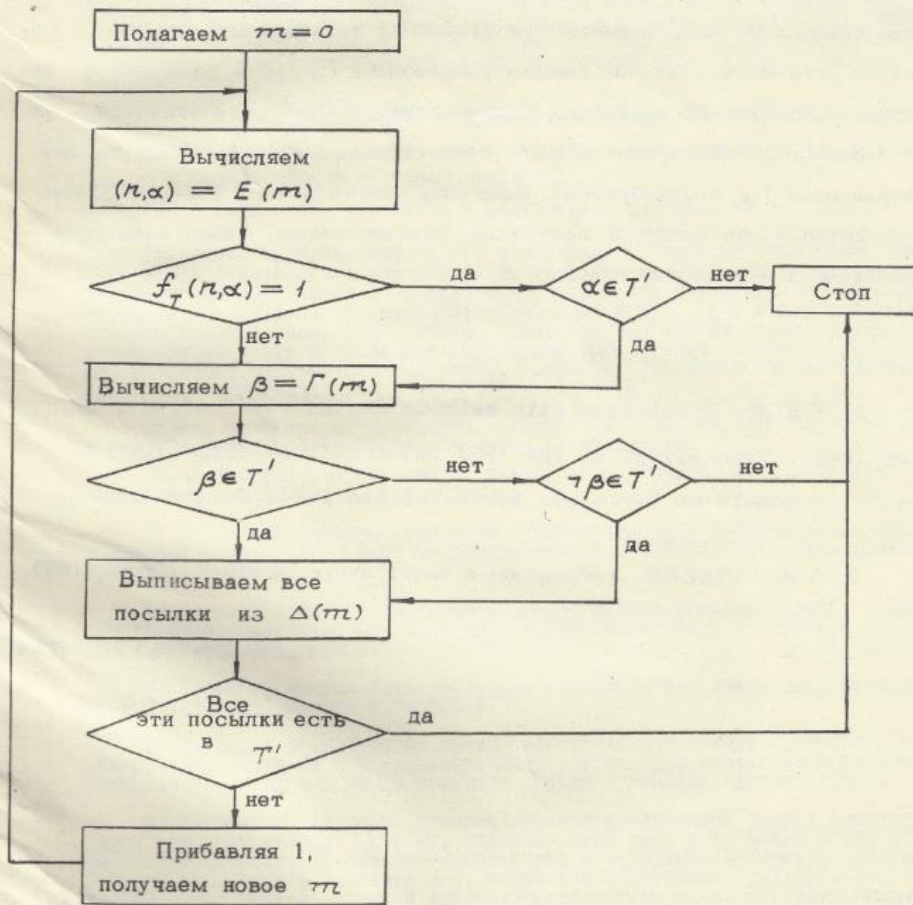 Полагаем m=0
Вычисляем
(n,α) = E(m)
f_T(n,α)=1
да
α∈T'
нет
Стоп
нет
да
Вычисляем β=Γ(m)
β∈T'
нет
¬β∈T'
нет
да
да
Выписываем все
посылки из Δ(m)
Все
эти посылки есть
в T'
да
нет
Прибавляя 1,
получаем новое m